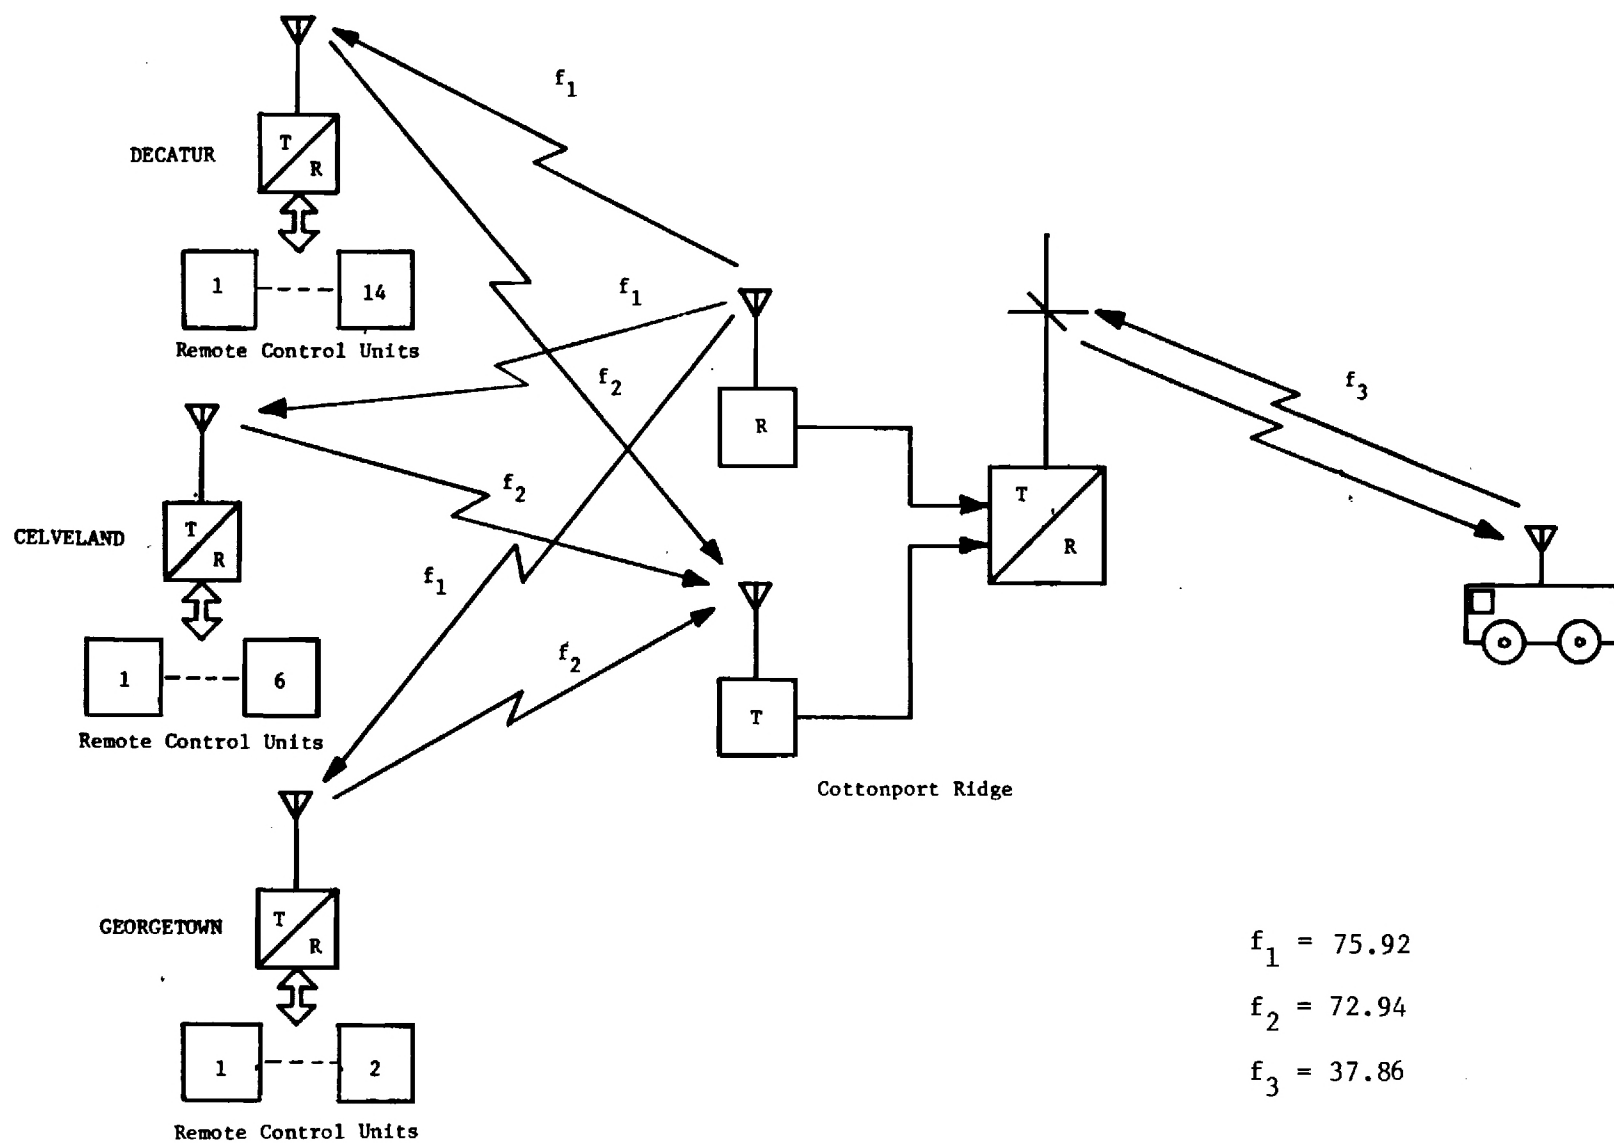 f1
T
R
DECATUR
1
14
Remote Control Units
f1
f2
f3
R
T
R
f2
CELVELAND
T
R
f1
1
6
Remote Control Units
f2
T
Cottonport Ridge
GEORGETOWN
T
R
1
2
Remote Control Units
f1 = 75.92
f2 = 72.94
f3 = 37.86